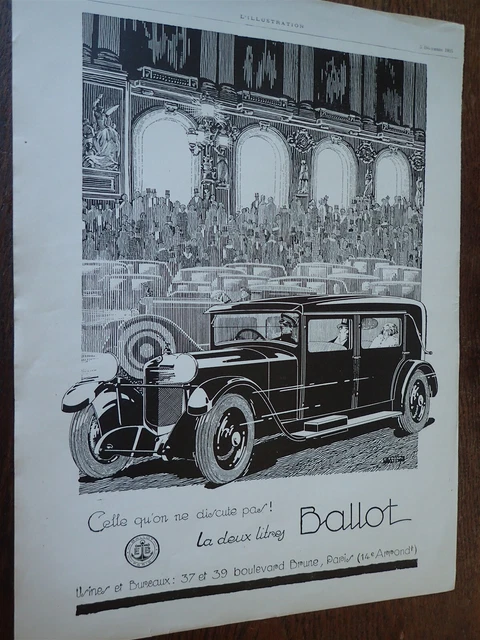 L'ILLUSTRATION
Celle qu'on ne discute pas!
La deux litres Ballot
Usines et Bureaux: 37 et 39 boulevard Brune, Paris (14e Arrondt)